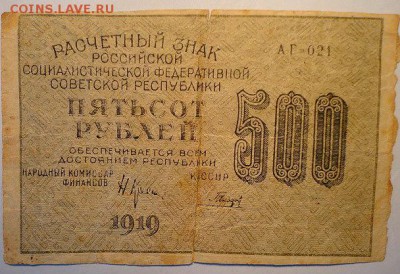 COINS.LAVE.RU
РАСЧЕТНЫЙ ЗНАК
РОССИЙСКОЙ
СОЦИАЛИСТИЧЕСКОЙ ФЕДЕРАТИВНОЙ
СОВЕТСКОЙ РЕСПУБЛИКИ
АГ-021
ПЯТЬСОТ
РУБЛЕЙ
500
ОБЕСПЕЧИВАЕТСЯ ВСЕМ
ДОСТОЯНИЕМ РЕСПУБЛИКИ
НАРОДНЫЙ КОМИССАР
ФИНАНСОВ
КАССИР
1919